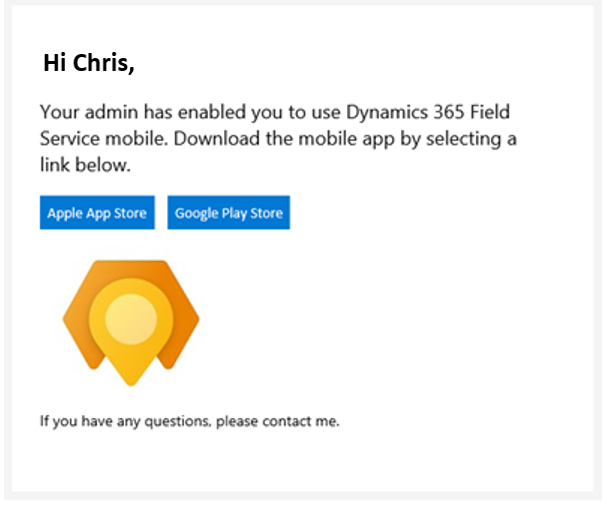 Hi Chris,
Your admin has enabled you to use Dynamics 365 Field
Service mobile. Download the mobile app by selecting a
link below.
Apple App Store
Google Play Store
If you have any questions, please contact me.